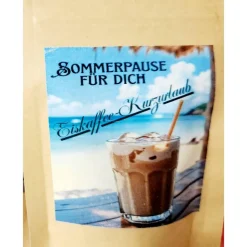 SOMMERPAUSE
FÜR DICH
Eiskaffee-Kurzurlaub